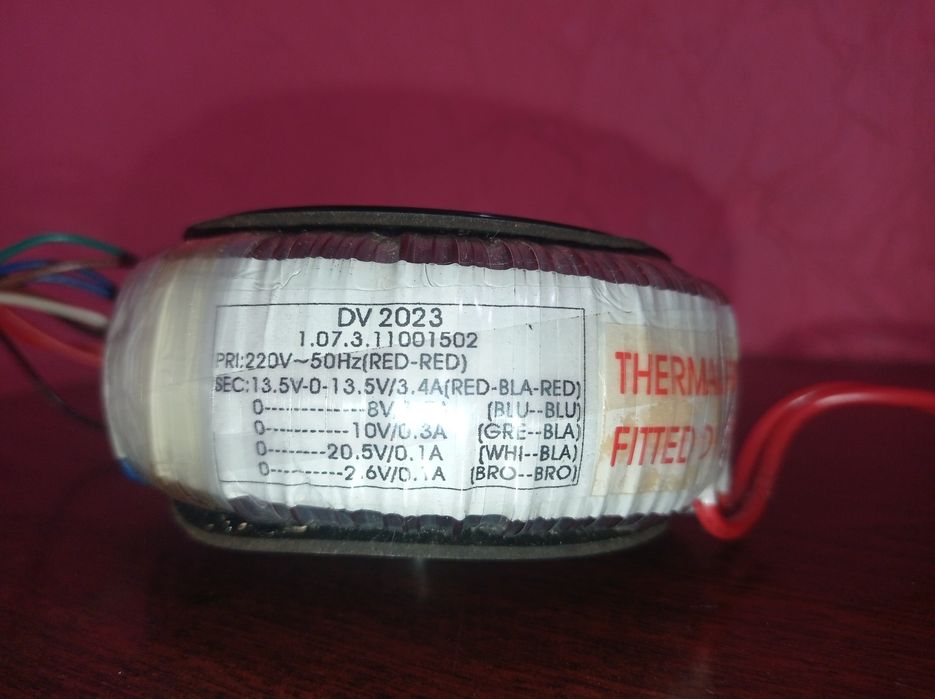 DV 2023
1.07.3.11001502
PRI:220V~50Hz(RED-RED)
SEC:13.5V-0-13.5V/3.4A(RED-BLA-RED)
0------------8V/ (BLU--BLU)
0----------10V/0.3A (GRE--BLA)
0-------20.5V/0.1A (WHI--BLA)
0---------2.6V/0.1A (BRO--BRO)
FITTED